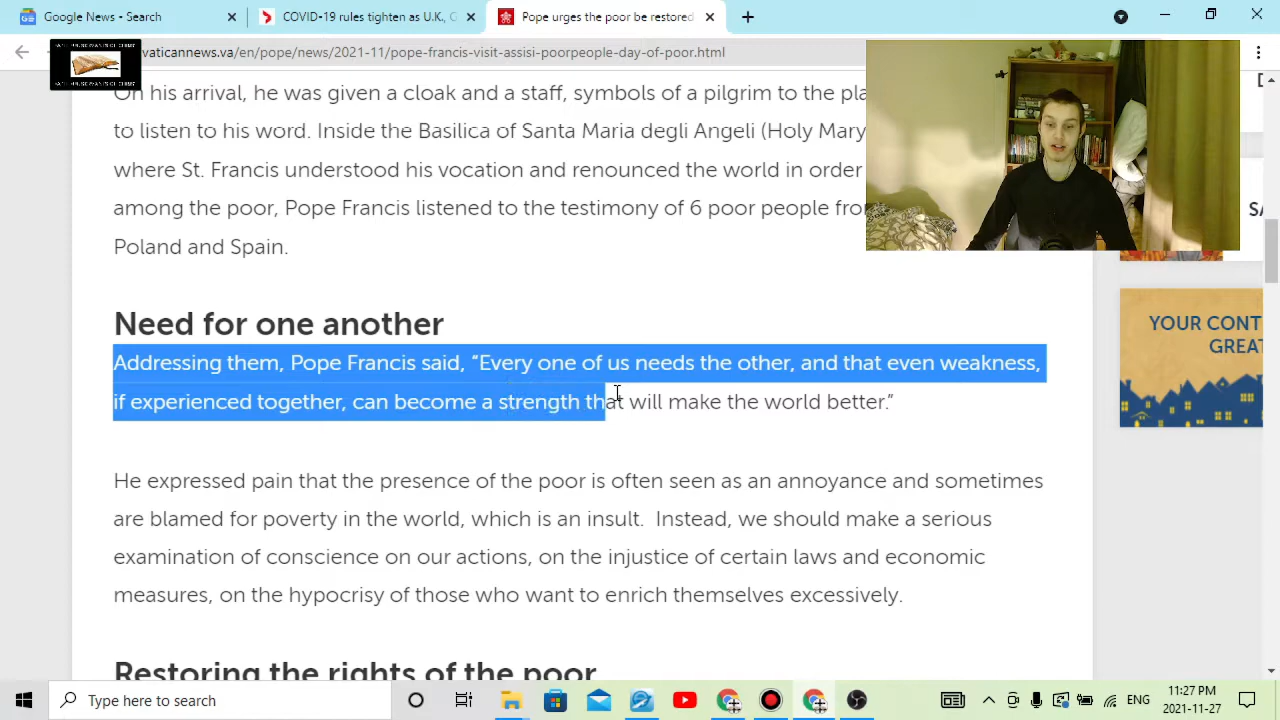 Google News - Search
COVID-19 rules tighten as U.K., C
ges the poor be restored
vaticannews.va/en/pope/news/2021-11/pope-francis-visit-assisi-poorpeople-day-of-poor.html
On his arrival, he was given a cloak and a staff, symbols of a pilgrim to the pla
to listen to his word. Inside the Basilica of Santa Maria degli Angeli (Holy Mary
where St. Francis understood his vocation and renounced the world in order
among the poor, Pope Francis listened to the testimony of 6 poor people fro
Poland and Spain.
SA
Need for one another
Addressing them, Pope Francis said, “Every one of us needs the other, and that even weakness,
if experienced together, can become a strength that will make the world better.”
YOUR CONT
GREAT
He expressed pain that the presence of the poor is often seen as an annoyance and sometimes
are blamed for poverty in the world, which is an insult.  Instead, we should make a serious
examination of conscience on our actions, on the injustice of certain laws and economic
measures, on the hypocrisy of those who want to enrich themselves excessively.
Restoring the rights of the poor
Type here to search
ENG
11:27 PM
2021-11-27